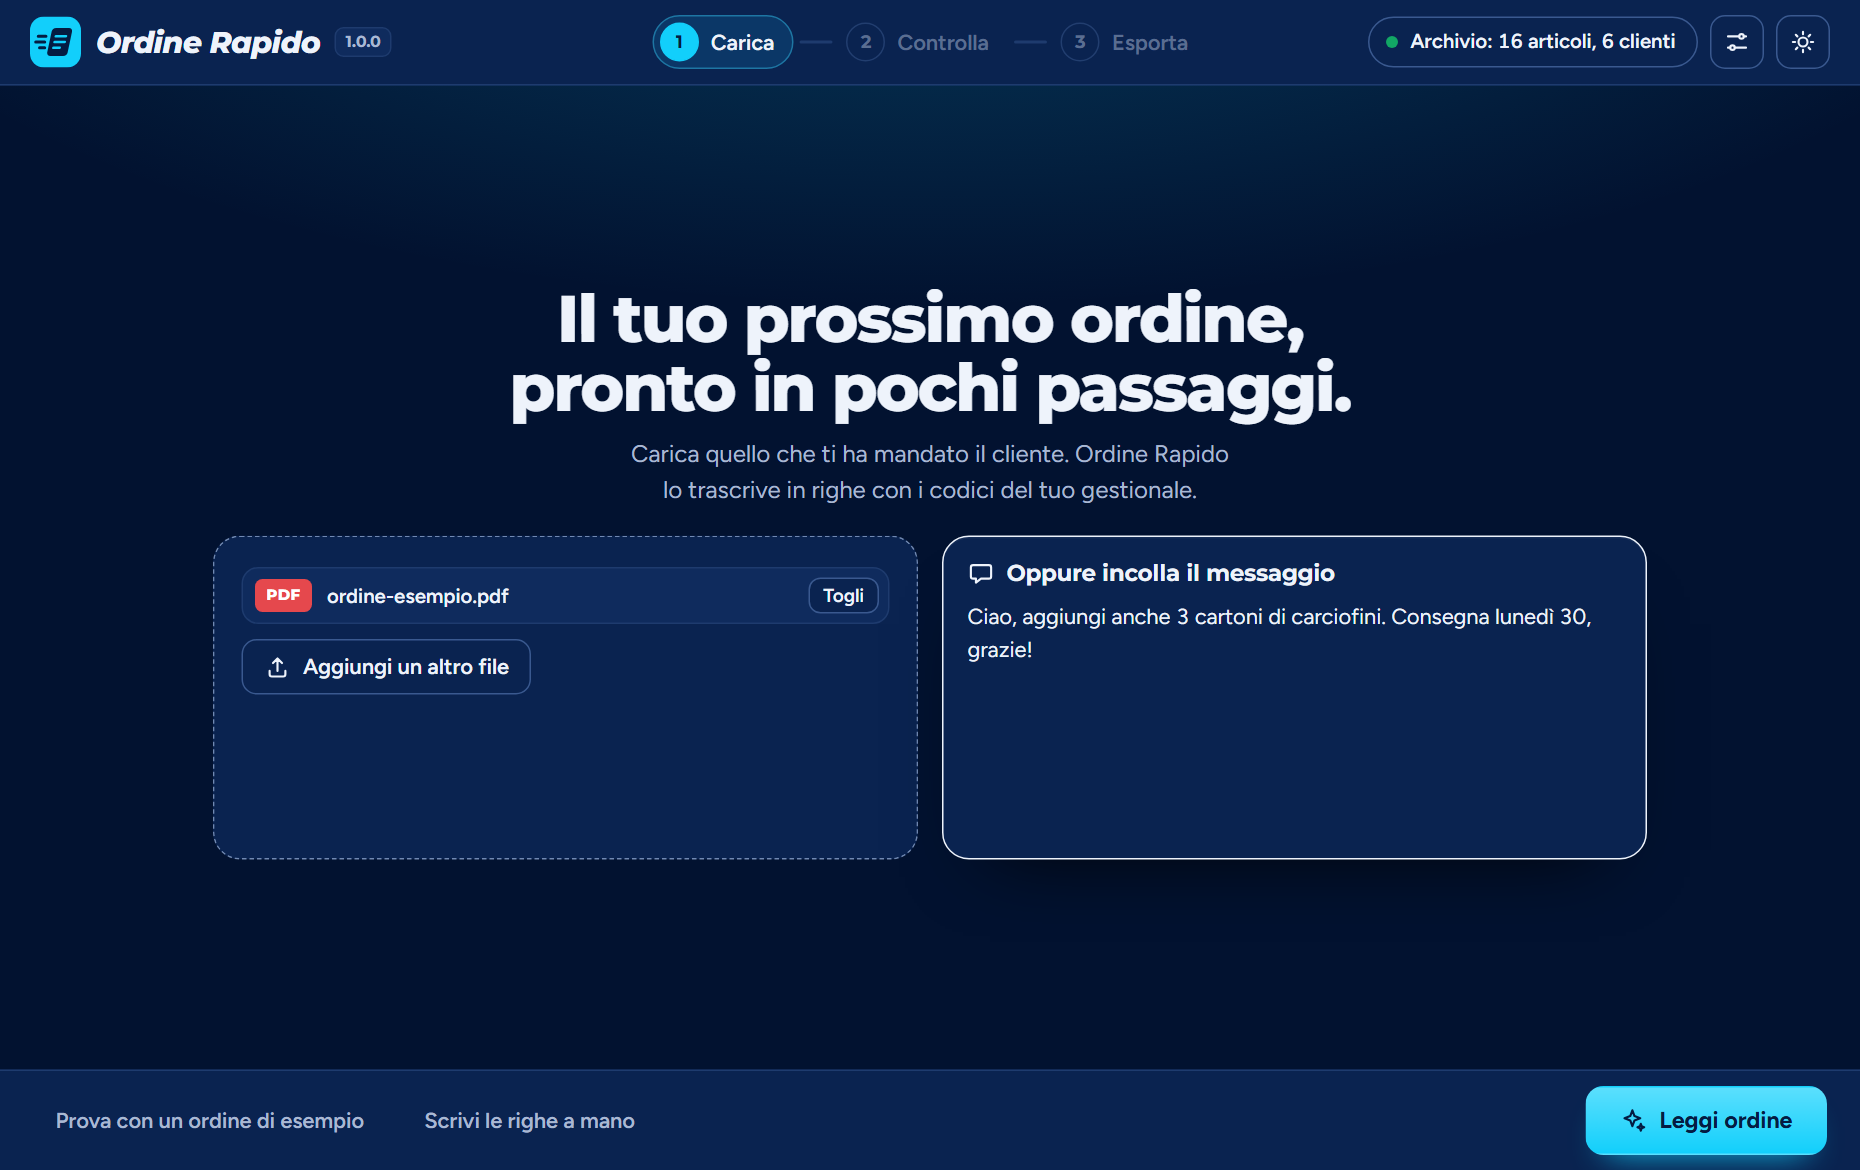 Ordine Rapido
1.0.0
1
Carica
2
Controlla
3
Esporta
Archivio: 16 articoli, 6 clienti
Il tuo prossimo ordine,
pronto in pochi passaggi.
Carica quello che ti ha mandato il cliente. Ordine Rapido
lo trascrive in righe con i codici del tuo gestionale.
PDF
ordine-esempio.pdf
Togli
Aggiungi un altro file
Oppure incolla il messaggio
Ciao, aggiungi anche 3 cartoni di carciofini. Consegna lunedì 30,
grazie!
Prova con un ordine di esempio
Scrivi le righe a mano
Leggi ordine